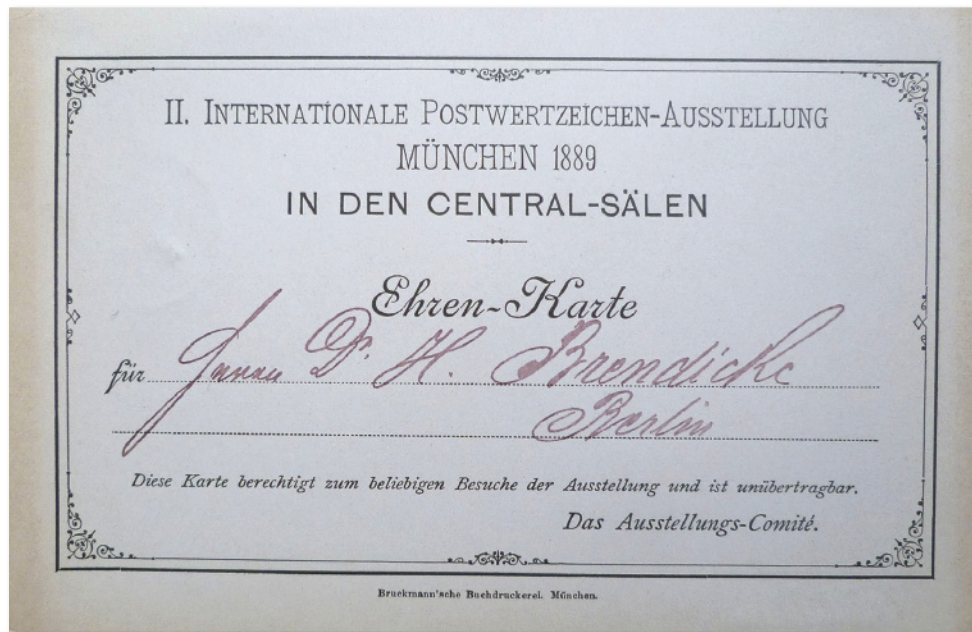 II. INTERNATIONALE POSTWERTZEICHEN-AUSSTELLUNG
MÜNCHEN 1889
IN DEN CENTRAL-SÄLEN
Ehren-Karte
für Herrn Dr. H. Brendicke
Berlin
Diese Karte berechtigt zum beliebigen Besuche der Ausstellung und ist unübertragbar.
Das Ausstellungs-Comité.
Bruckmann'sche Buchdruckerei. München.